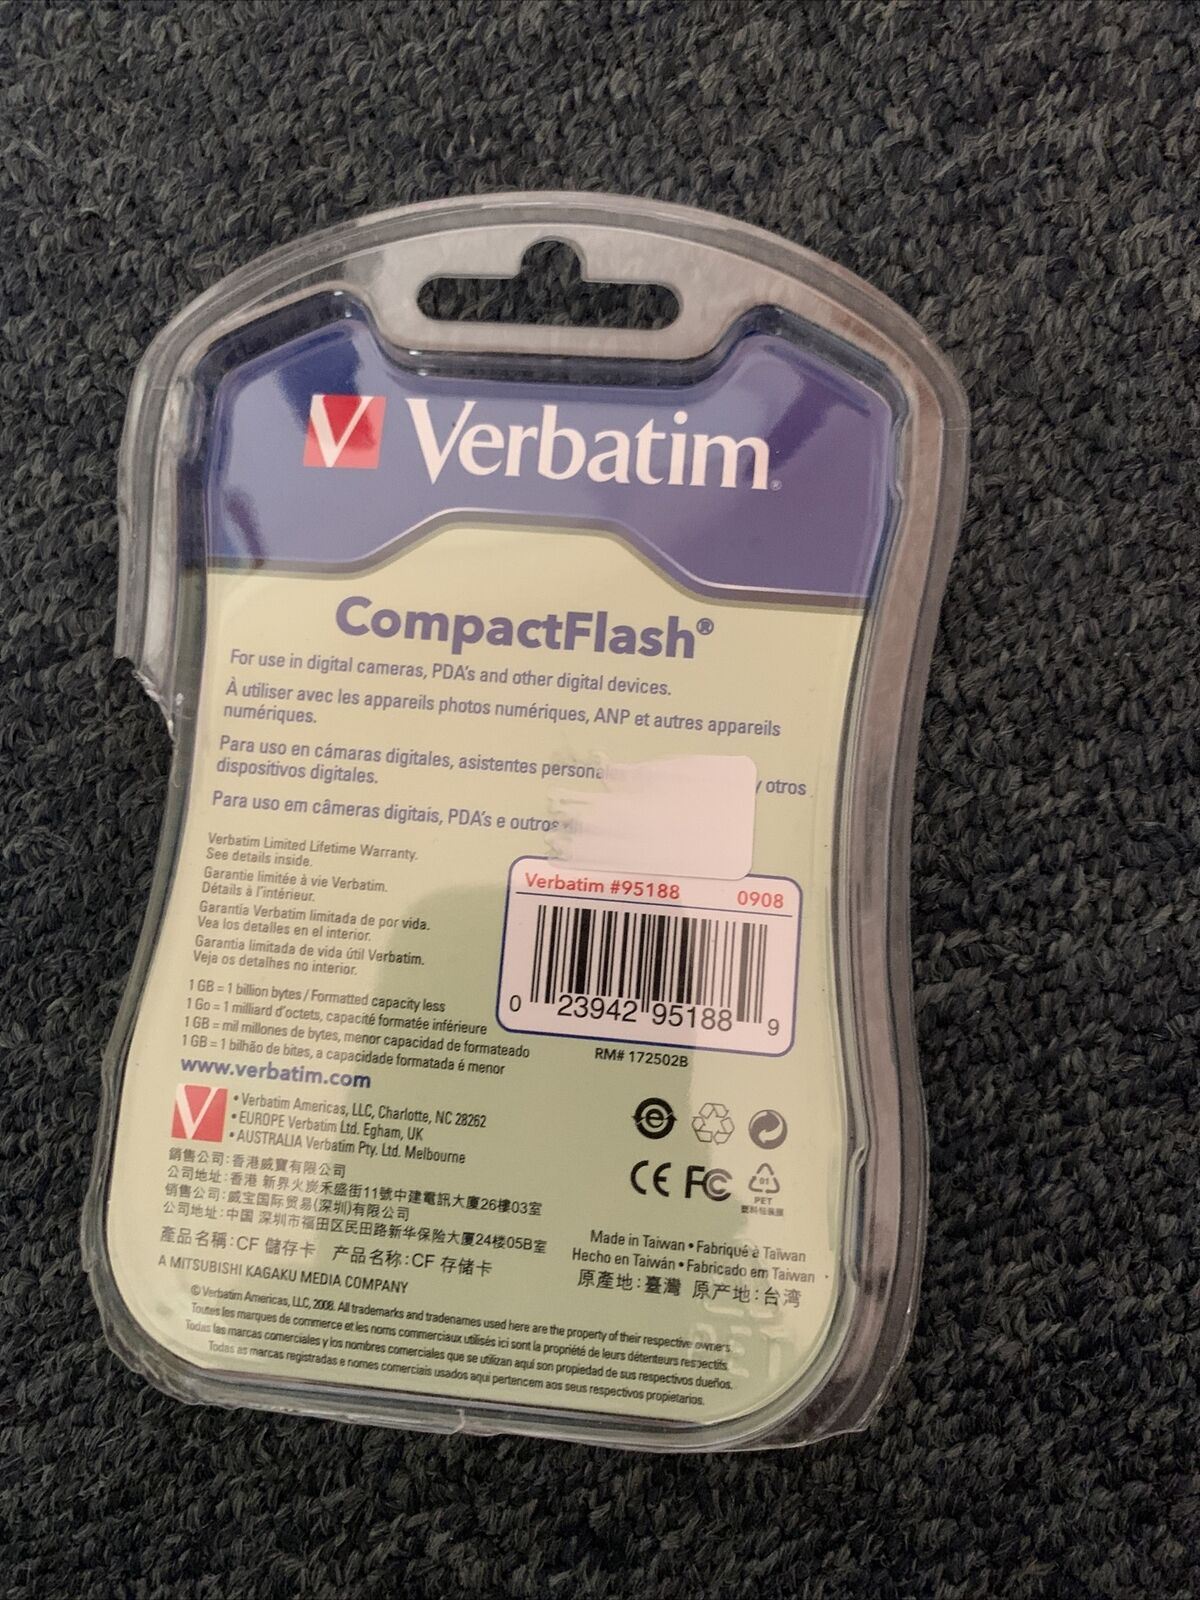 V Verbatim®
CompactFlash®
For use in digital cameras, PDA's and other digital devices.
À utiliser avec les appareils photos numériques, ANP et autres appareils
numériques.
Para uso en cámaras digitales, asistentes persona y otros
dispositivos digitales.
Para uso em câmeras digitais, PDA's e outros
Verbatim Limited Lifetime Warranty.
See details inside.
Garantie limitée à vie Verbatim.
Détails à l'intérieur.
Garantía Verbatim limitada de por vida.
Vea los detalles en el interior.
Garantia limitada de vida útil Verbatim.
Veja os detalhes no interior.
1 GB = 1 billion bytes / Formatted capacity less
1 Go = 1 milliard d'octets, capacité formatée inférieure
1 GB = mil millones de bytes, menor capacidad de formateado
1 GB = 1 bilhão de bites, a capacidade formatada é menor
Verbatim #95188 0908
0 23942 95188 9
RM# 172502B
www.verbatim.com
V
• Verbatim Americas, LLC, Charlotte, NC 28262
• EUROPE Verbatim Ltd. Egham, UK
• AUSTRALIA Verbatim Pty. Ltd. Melbourne
銷售公司:香港威寶有限公司
公司地址:香港 新界火炭禾盛街11號中建電訊大廈26樓03室
销售公司:威宝国际贸易(深圳)有限公司
公司地址:中国 深圳市福田区民田路新华保险大厦24楼05B室
產品名稱:CF 儲存卡 产品名称:CF 存储卡
A MITSUBISHI KAGAKU MEDIA COMPANY
e
CE FC
01
PET
Made in Taiwan • Fabriqué à Taïwan
Hecho en Taiwán • Fabricado em Taiwan
原產地:臺灣 原产地:台湾
© Verbatim Americas, LLC, 2008. All trademarks and tradenames used here are the property of their respective owners.
Toutes les marques de commerce et les noms commerciaux utilisés ici sont la propriété de leurs détenteurs respectifs.
Todas las marcas comerciales y los nombres comerciales que se utilizan aquí son propiedad de sus respectivos dueños.
Todas as marcas registradas e nomes comerciais usados aqui pertencem aos seus respectivos propietarios.